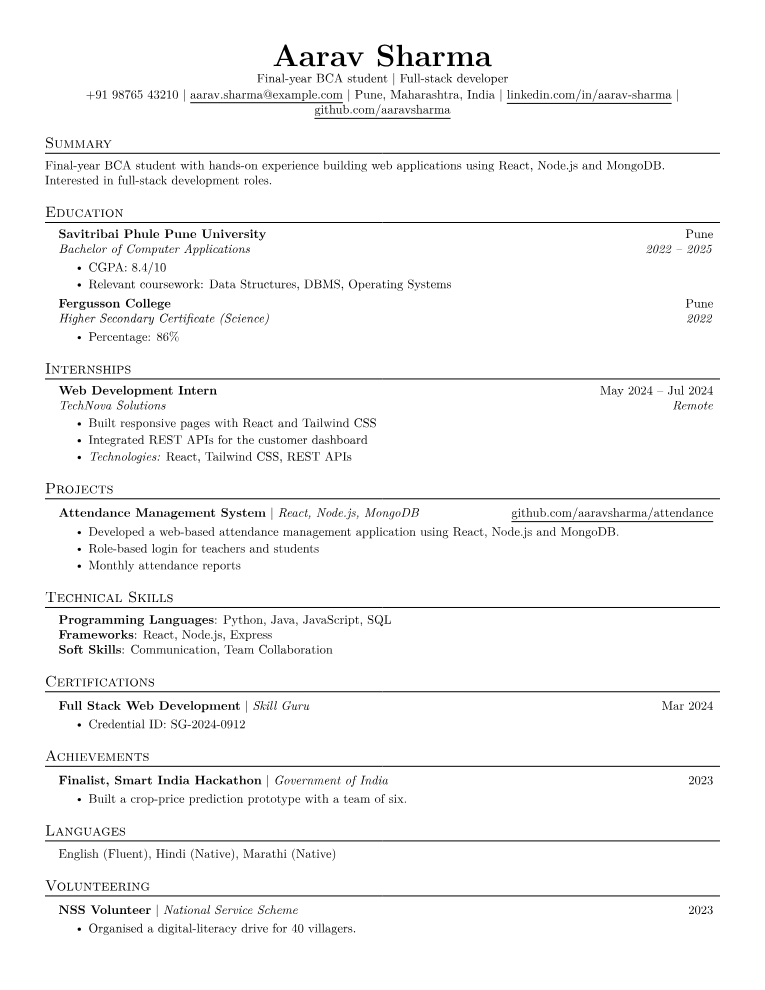 Aarav Sharma
Final-year BCA student | Full-stack developer
+91 98765 43210 | aarav.sharma@example.com | Pune, Maharashtra, India | linkedin.com/in/aarav-sharma |
github.com/aaravsharma
Summary
Final-year BCA student with hands-on experience building web applications using React, Node.js and MongoDB.
Interested in full-stack development roles.
Education
Savitribai Phule Pune University Pune
Bachelor of Computer Applications 2022 – 2025
• CGPA: 8.4/10
• Relevant coursework: Data Structures, DBMS, Operating Systems
Fergusson College Pune
Higher Secondary Certificate (Science) 2022
• Percentage: 86%
Internships
Web Development Intern May 2024 – Jul 2024
TechNova Solutions Remote
• Built responsive pages with React and Tailwind CSS
• Integrated REST APIs for the customer dashboard
• Technologies: React, Tailwind CSS, REST APIs
Projects
Attendance Management System | React, Node.js, MongoDB github.com/aaravsharma/attendance
• Developed a web-based attendance management application using React, Node.js and MongoDB.
• Role-based login for teachers and students
• Monthly attendance reports
Technical Skills
Programming Languages: Python, Java, JavaScript, SQL
Frameworks: React, Node.js, Express
Soft Skills: Communication, Team Collaboration
Certifications
Full Stack Web Development | Skill Guru Mar 2024
• Credential ID: SG-2024-0912
Achievements
Finalist, Smart India Hackathon | Government of India 2023
• Built a crop-price prediction prototype with a team of six.
Languages
English (Fluent), Hindi (Native), Marathi (Native)
Volunteering
NSS Volunteer | National Service Scheme 2023
• Organised a digital-literacy drive for 40 villagers.